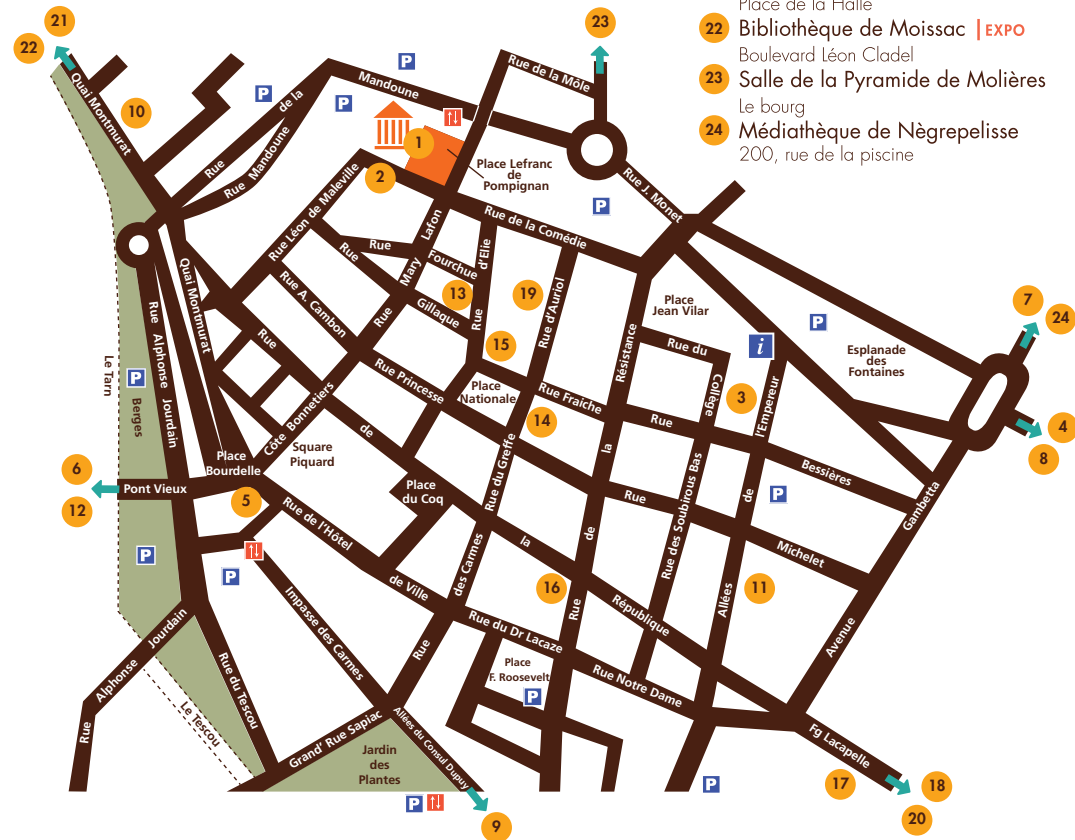 Place de la Halle
22 Bibliothèque de Moissac | EXPO
Boulevard Léon Cladel
23 Salle de la Pyramide de Molières
Le bourg
24 Médiathèque de Nègrepelisse
200, rue de la piscine
21
22
23
10
Quai Montmurat
P
P
P
Rue de la Mandoune
Rue Mandoune
Rue de la Môle
1
2
Place Lefranc
de
Pompignan
Rue Léon de Maleville
Rue Mary Lafon
Rue de la Comédie
P
Rue J. Monet
Rue Fourchue
Rue d'Elie
Rue Gillaque
13
19
15
Rue d'Auriol
Rue A. Cambon
Quai Montmurat
Rue Alphonse Jourdain
Le Tarn
P
Berges
Place
Jean Vilar
Rue du Collège
i
P
Esplanade
des
Fontaines
7
24
4
8
3
Rue Princesse
Place
Nationale
Rue Fraiche
14
Rue de la Résistance
Rue Bessières
Allées de l'Empereur
Côte Bonnetiers
Square
Piquard
Place
Bourdelle
6
12
Pont Vieux
5
Place
du Coq
Rue du Greffe
Rue de la République
Rue des Soubirous Bas
Rue Michelet
P
Avenue Gambetta
Rue de l'Hôtel de Ville
P
P
Impasse des Carmes
Rue des Carmes
16
11
Rue du Dr Lacaze
Place
F. Roosevelt
P
Rue Notre Dame
Rue Alphonse Jourdain
Le Tescou
Rue du Tescou
Grand' Rue Sapiac
Allées du Consul Dupuy
Jardin
des
Plantes
P
9
P
Fg Lacapelle
17
18
20